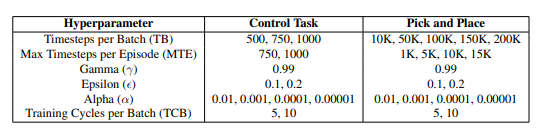 Hyperparameter Control Task Pick and Place
Timesteps per Batch (TB) 500, 750, 1000 10K, 50K, 100K, 150K, 200K
Max Timesteps per Episode (MTE) 750, 1000 1K, 5K, 10K, 15K
Gamma (γ) 0.99 0.99
Epsilon (ϵ) 0.1, 0.2 0.1, 0.2
Alpha (α) 0.01, 0.001, 0.0001, 0.00001 0.01, 0.001, 0.0001, 0.00001
Training Cycles per Batch (TCB) 5, 10 5, 10